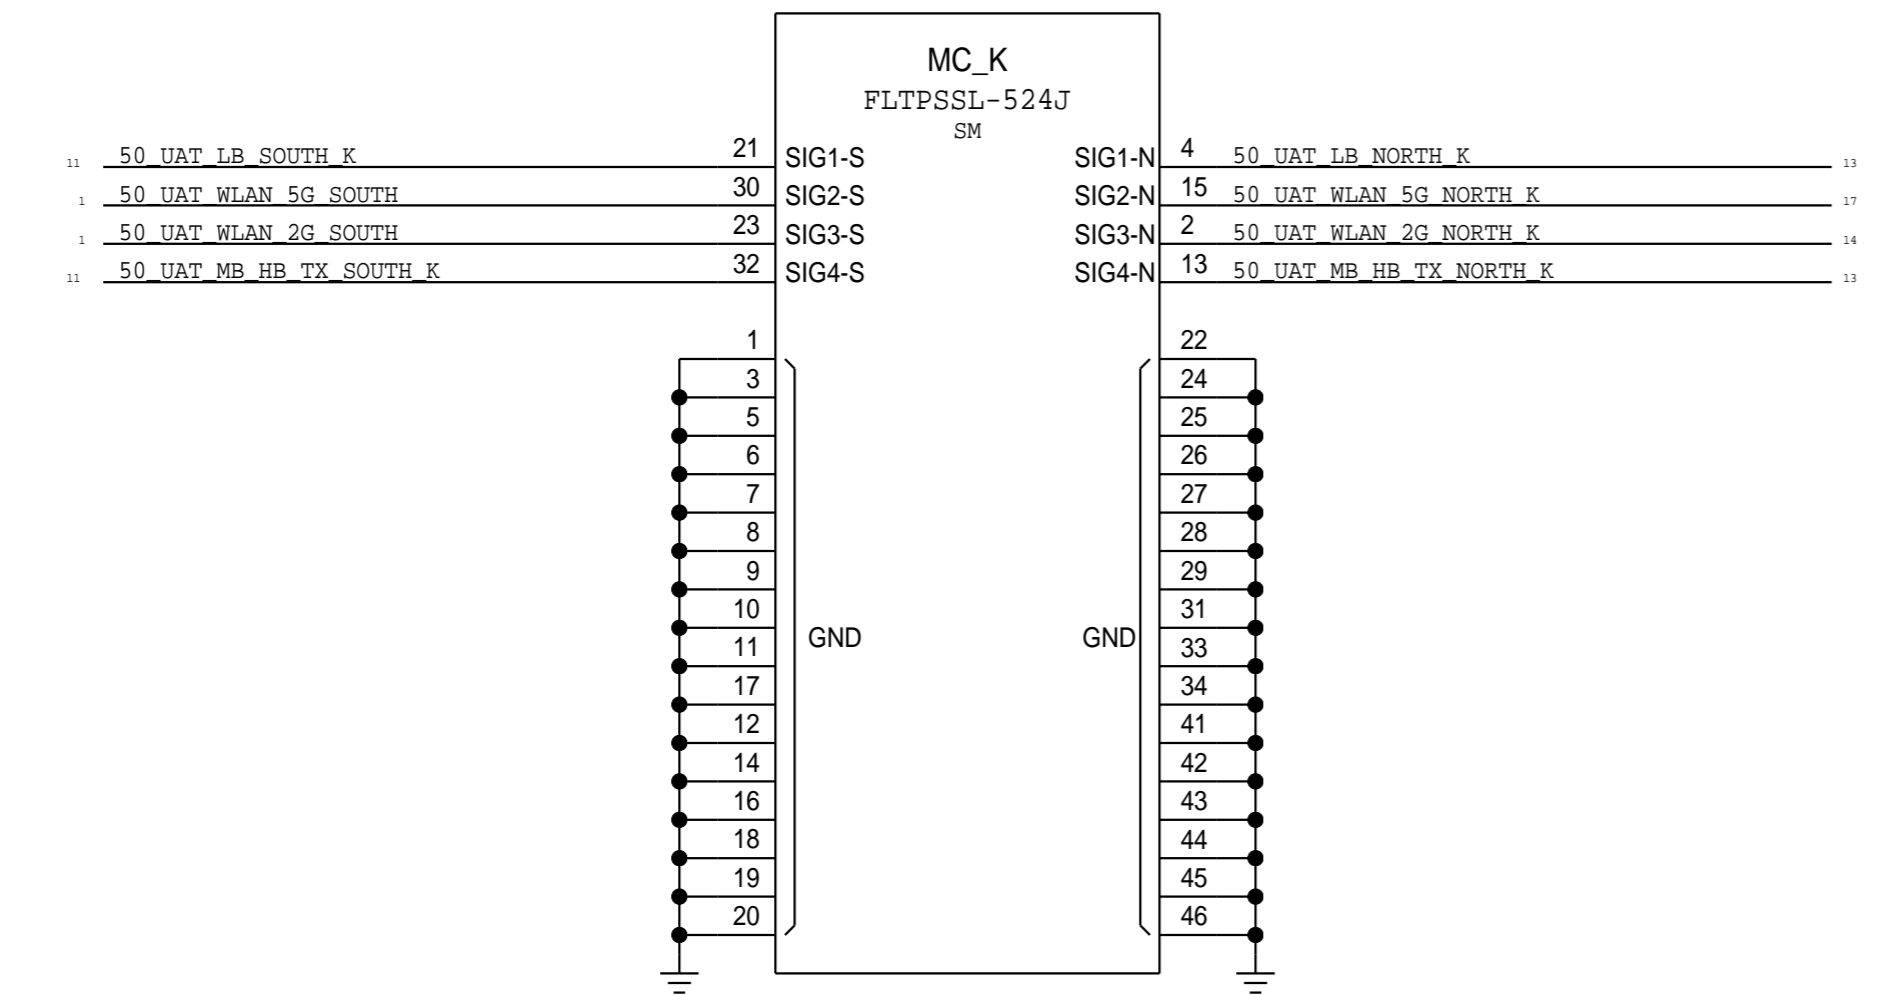 MC_K
FLTPSSL-524J
SM
11 50_UAT_LB_SOUTH_K 21 SIG1-S SIG1-N 4 50_UAT_LB_NORTH_K 13
1 50_UAT_WLAN_5G_SOUTH 30 SIG2-S SIG2-N 15 50_UAT_WLAN_5G_NORTH_K 17
1 50_UAT_WLAN_2G_SOUTH 23 SIG3-S SIG3-N 2 50_UAT_WLAN_2G_NORTH_K 14
11 50_UAT_MB_HB_TX_SOUTH_K 32 SIG4-S SIG4-N 13 50_UAT_MB_HB_TX_NORTH_K 13
1 22
3 24
5 25
6 26
7 27
8 28
9 29
10 31
GND GND
11 33
17 34
12 41
14 42
16 43
18 44
19 45
20 46